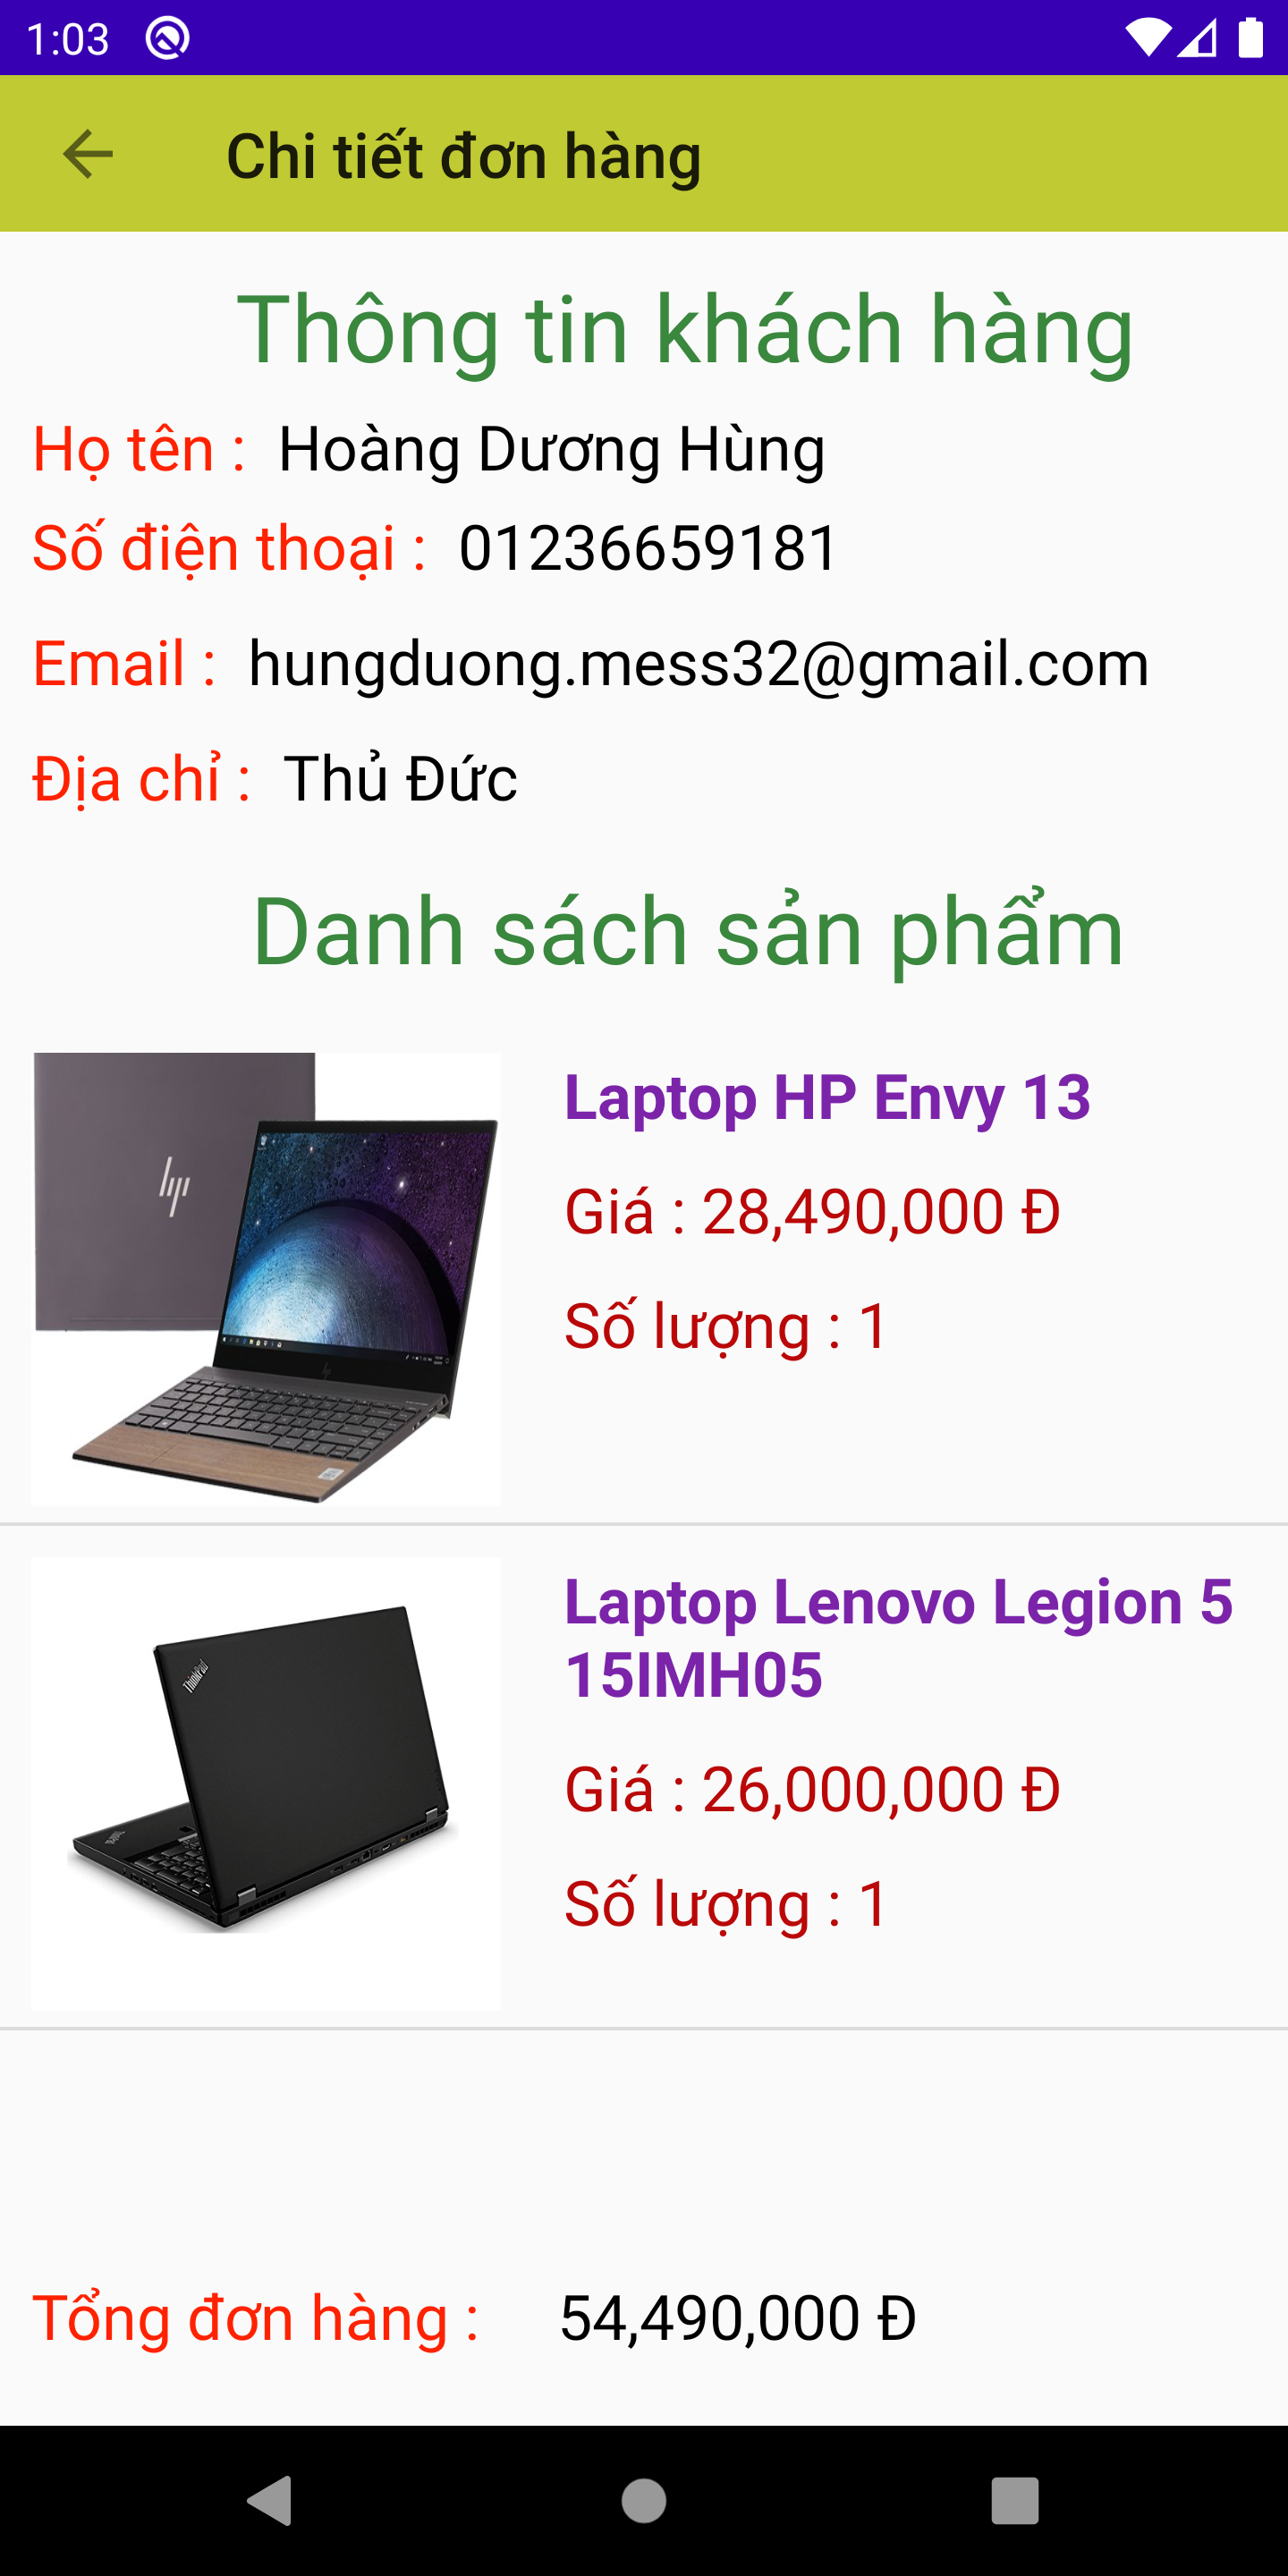 1:03
Chi tiết đơn hàng
Thông tin khách hàng
Họ tên : Hoàng Dương Hùng
Số điện thoại : 01236659181
Email : hungduong.mess32@gmail.com
Địa chỉ : Thủ Đức
Danh sách sản phẩm
hp
Laptop HP Envy 13
Giá : 28,490,000 Đ
Số lượng : 1
ThinkPad
Laptop Lenovo Legion 5
15IMH05
Giá : 26,000,000 Đ
Số lượng : 1
Tổng đơn hàng : 54,490,000 Đ